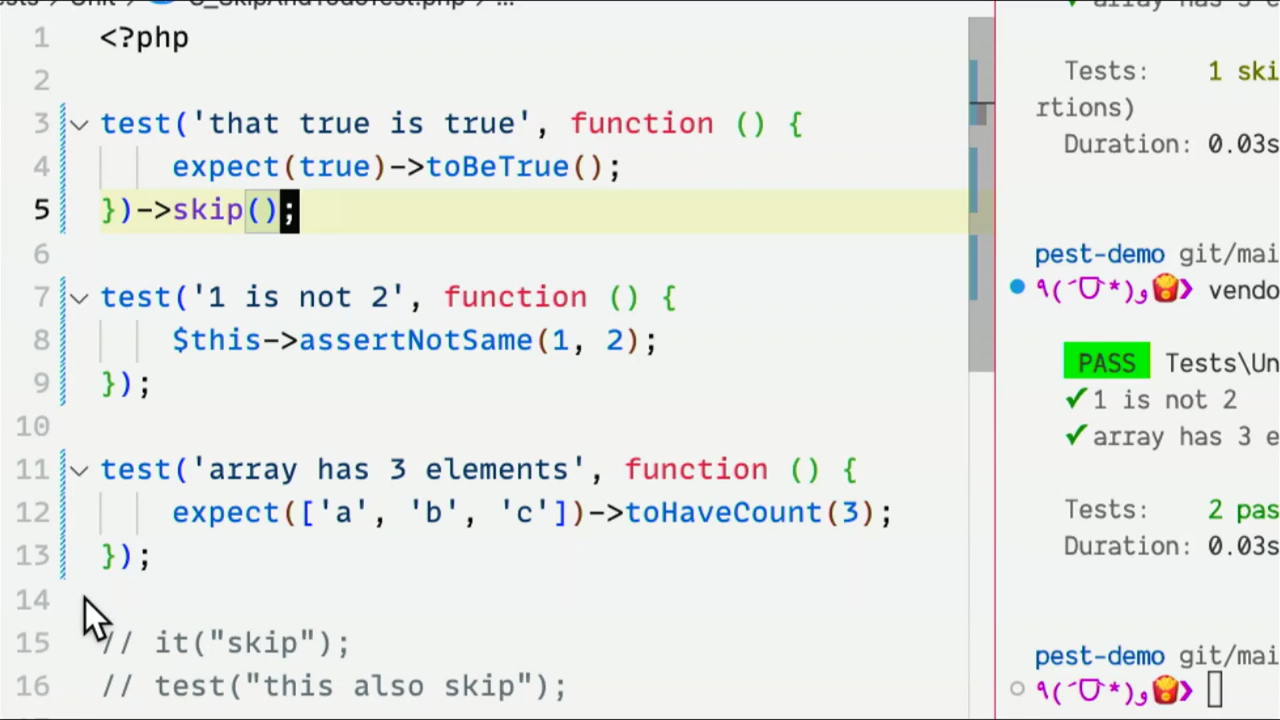 1 <?php
2
3 test('that true is true', function () {
4 expect(true)->toBeTrue();
5 })->skip();
6
7 test('1 is not 2', function () {
8 $this->assertNotSame(1, 2);
9 });
10
11 test('array has 3 elements', function () {
12 expect(['a', 'b', 'c'])->toHaveCount(3);
13 });
14
15 // it("skip");
16 // test("this also skip");
Tests: 1 ski
rtions)
Duration: 0.03s
pest-demo git/mai
vendo
PASS Tests\Un
✓ 1 is not 2
✓ array has 3 e
Tests: 2 pas
Duration: 0.03s
pest-demo git/mai